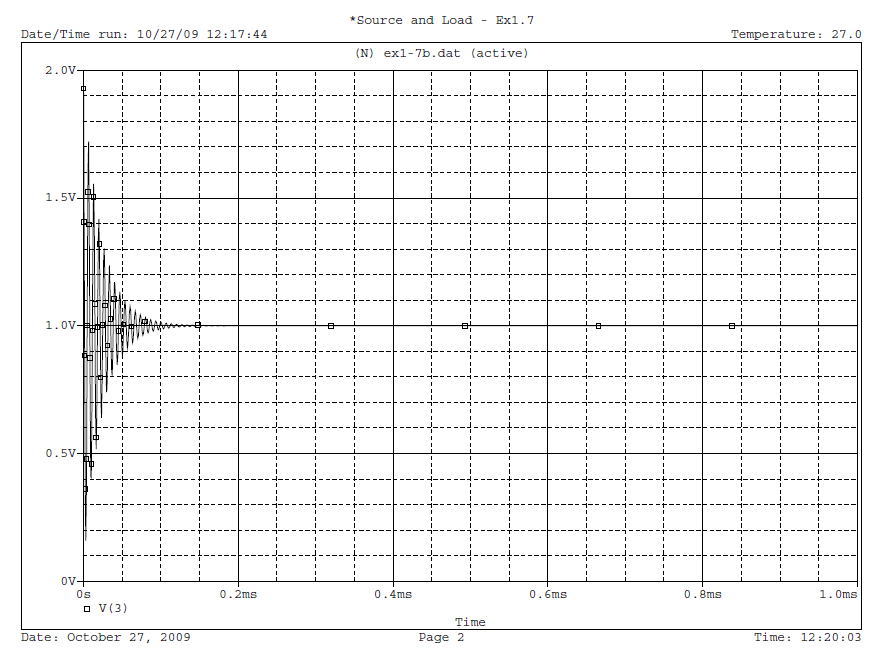 *Source and Load - Ex1.7
Date/Time run: 10/27/09 12:17:44 Temperature: 27.0
(N) ex1-7b.dat (active)
2.0V
1.5V
1.0V
0.5V
0V
0s 0.2ms 0.4ms 0.6ms 0.8ms 1.0ms
V(3)
Time
Date: October 27, 2009 Page 2 Time: 12:20:03